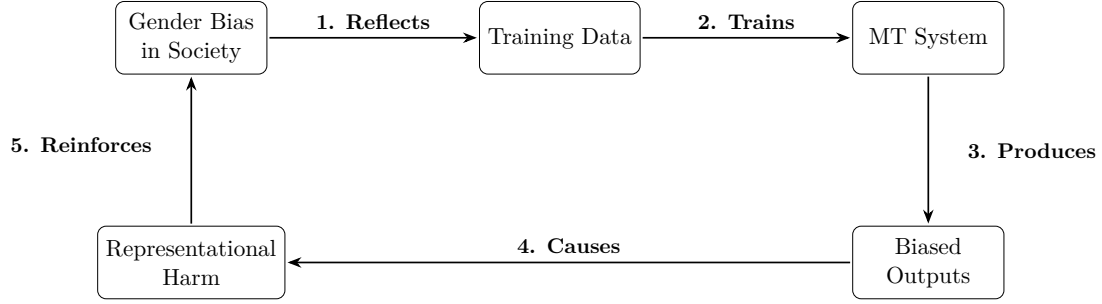 Gender Bias
in Society
1. Reflects
Training Data
2. Trains
MT System
3. Produces
Biased
Outputs
4. Causes
Representational
Harm
5. Reinforces